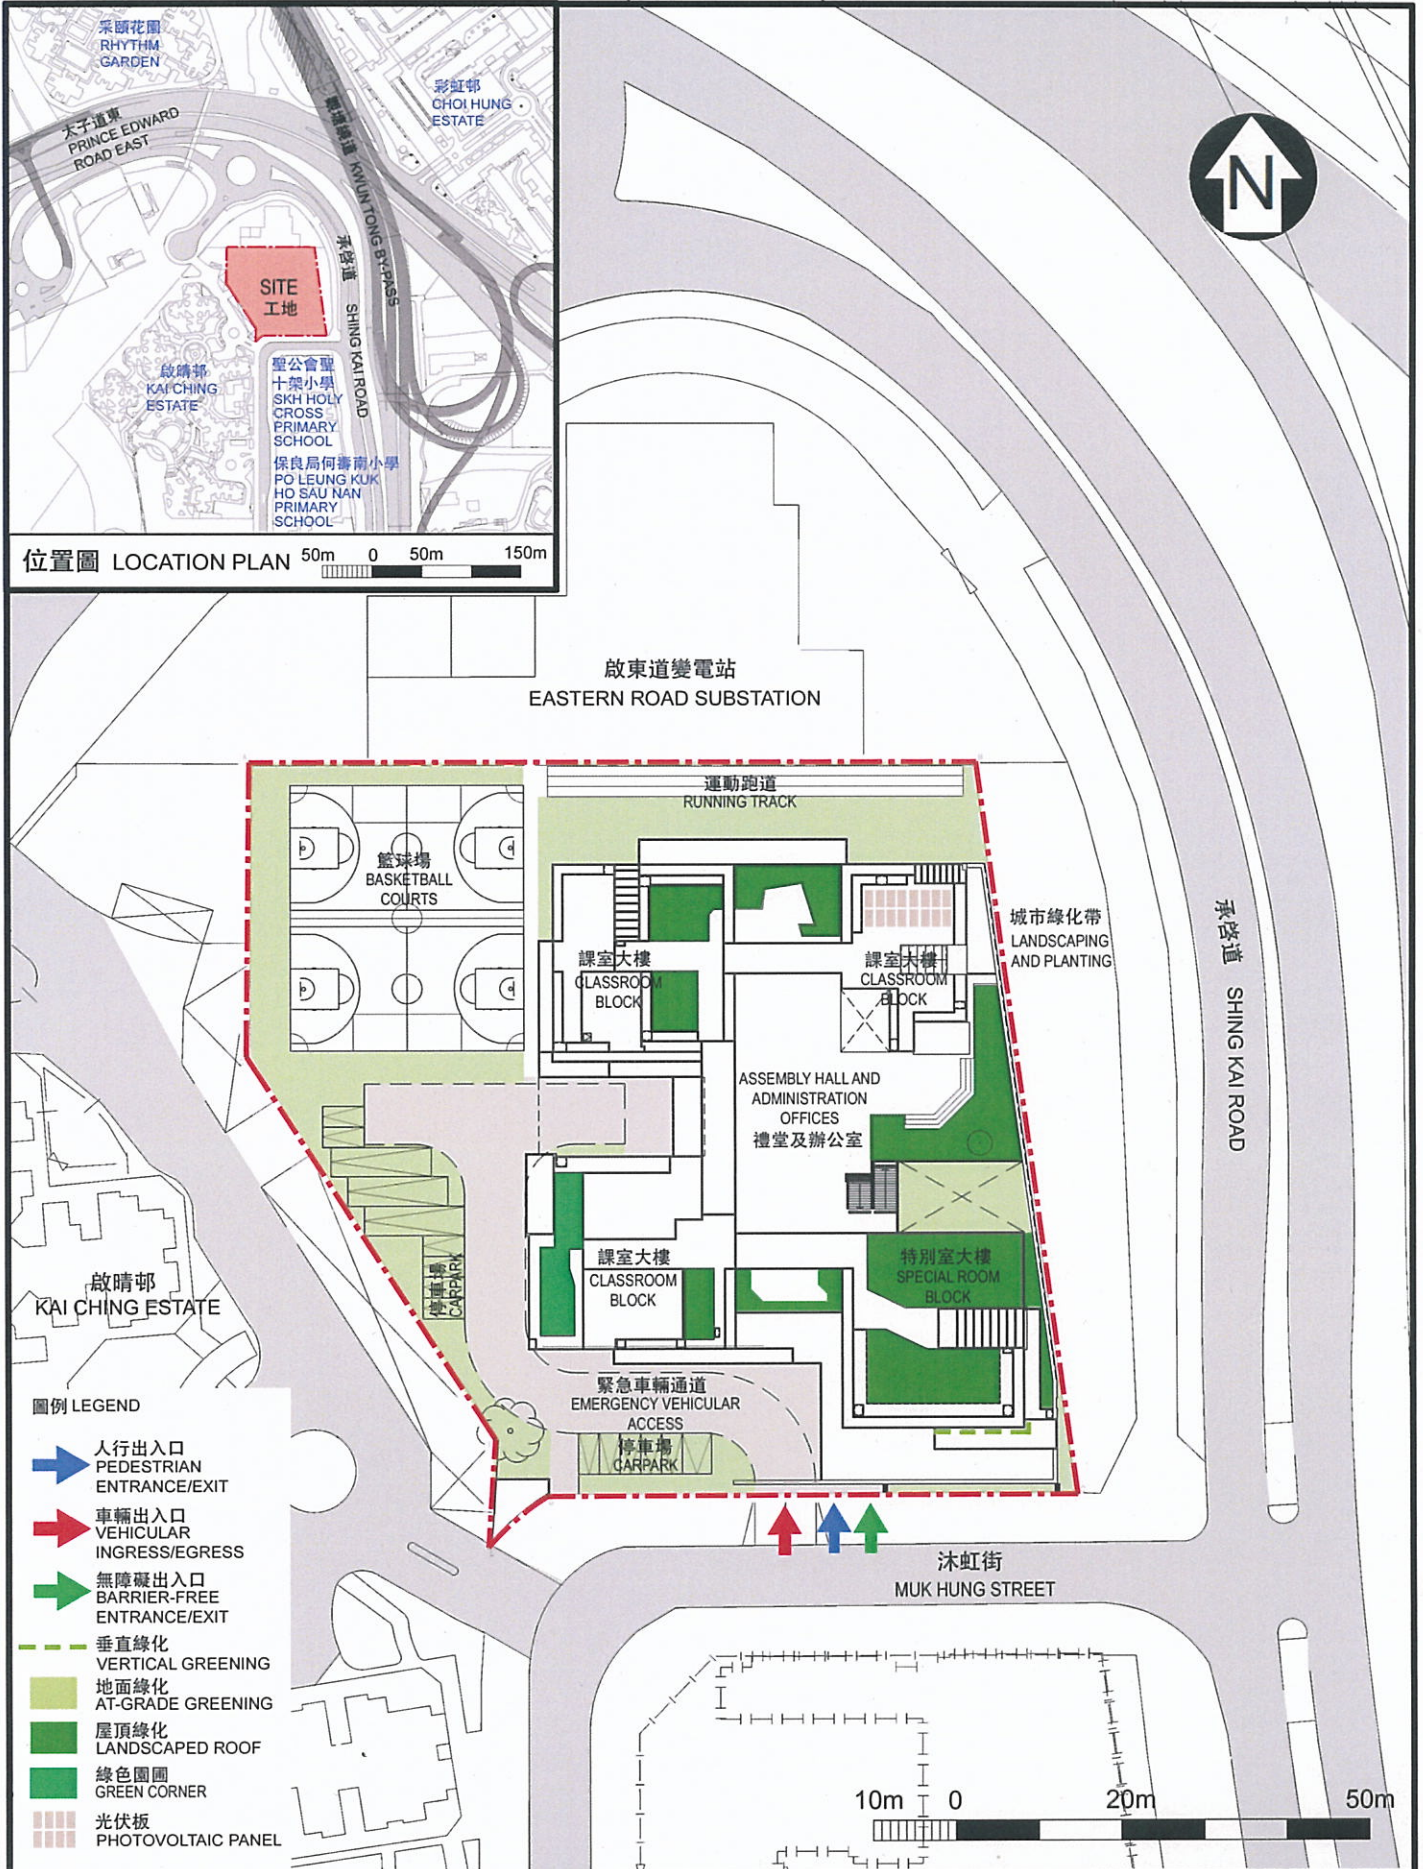 采頤花園
RHYTHM
GARDEN
彩虹邨
CHOI HUNG
ESTATE
太子道東
PRINCE EDWARD
ROAD EAST
觀塘繞道 KWUN TONG BY-PASS
承啓道 SHING KAI ROAD
SITE
工地
啟晴邨
KAI CHING
ESTATE
聖公會聖
十架小學
SKH HOLY
CROSS
PRIMARY
SCHOOL
保良局何壽南小學
PO LEUNG KUK
HO SAU NAN
PRIMARY
SCHOOL
位置圖 LOCATION PLAN
50m 0 50m 150m
N
啟東道變電站
EASTERN ROAD SUBSTATION
運動跑道
RUNNING TRACK
籃球場
BASKETBALL
COURTS
課室大樓
CLASSROOM
BLOCK
課室大樓
CLASSROOM
BLOCK
城市綠化帶
LANDSCAPING
AND PLANTING
承啓道 SHING KAI ROAD
ASSEMBLY HALL AND
ADMINISTRATION
OFFICES
禮堂及辦公室
課室大樓
CLASSROOM
BLOCK
特別室大樓
SPECIAL ROOM
BLOCK
停車場
CARPARK
啟晴邨
KAI CHING ESTATE
緊急車輛通道
EMERGENCY VEHICULAR
ACCESS
停車場
CARPARK
沐虹街
MUK HUNG STREET
圖例 LEGEND
人行出入口
PEDESTRIAN
ENTRANCE/EXIT
車輛出入口
VEHICULAR
INGRESS/EGRESS
無障礙出入口
BARRIER-FREE
ENTRANCE/EXIT
垂直綠化
VERTICAL GREENING
地面綠化
AT-GRADE GREENING
屋頂綠化
LANDSCAPED ROOF
綠色園圃
GREEN CORNER
光伏板
PHOTOVOLTAIC PANEL
10m 0 20m 50m